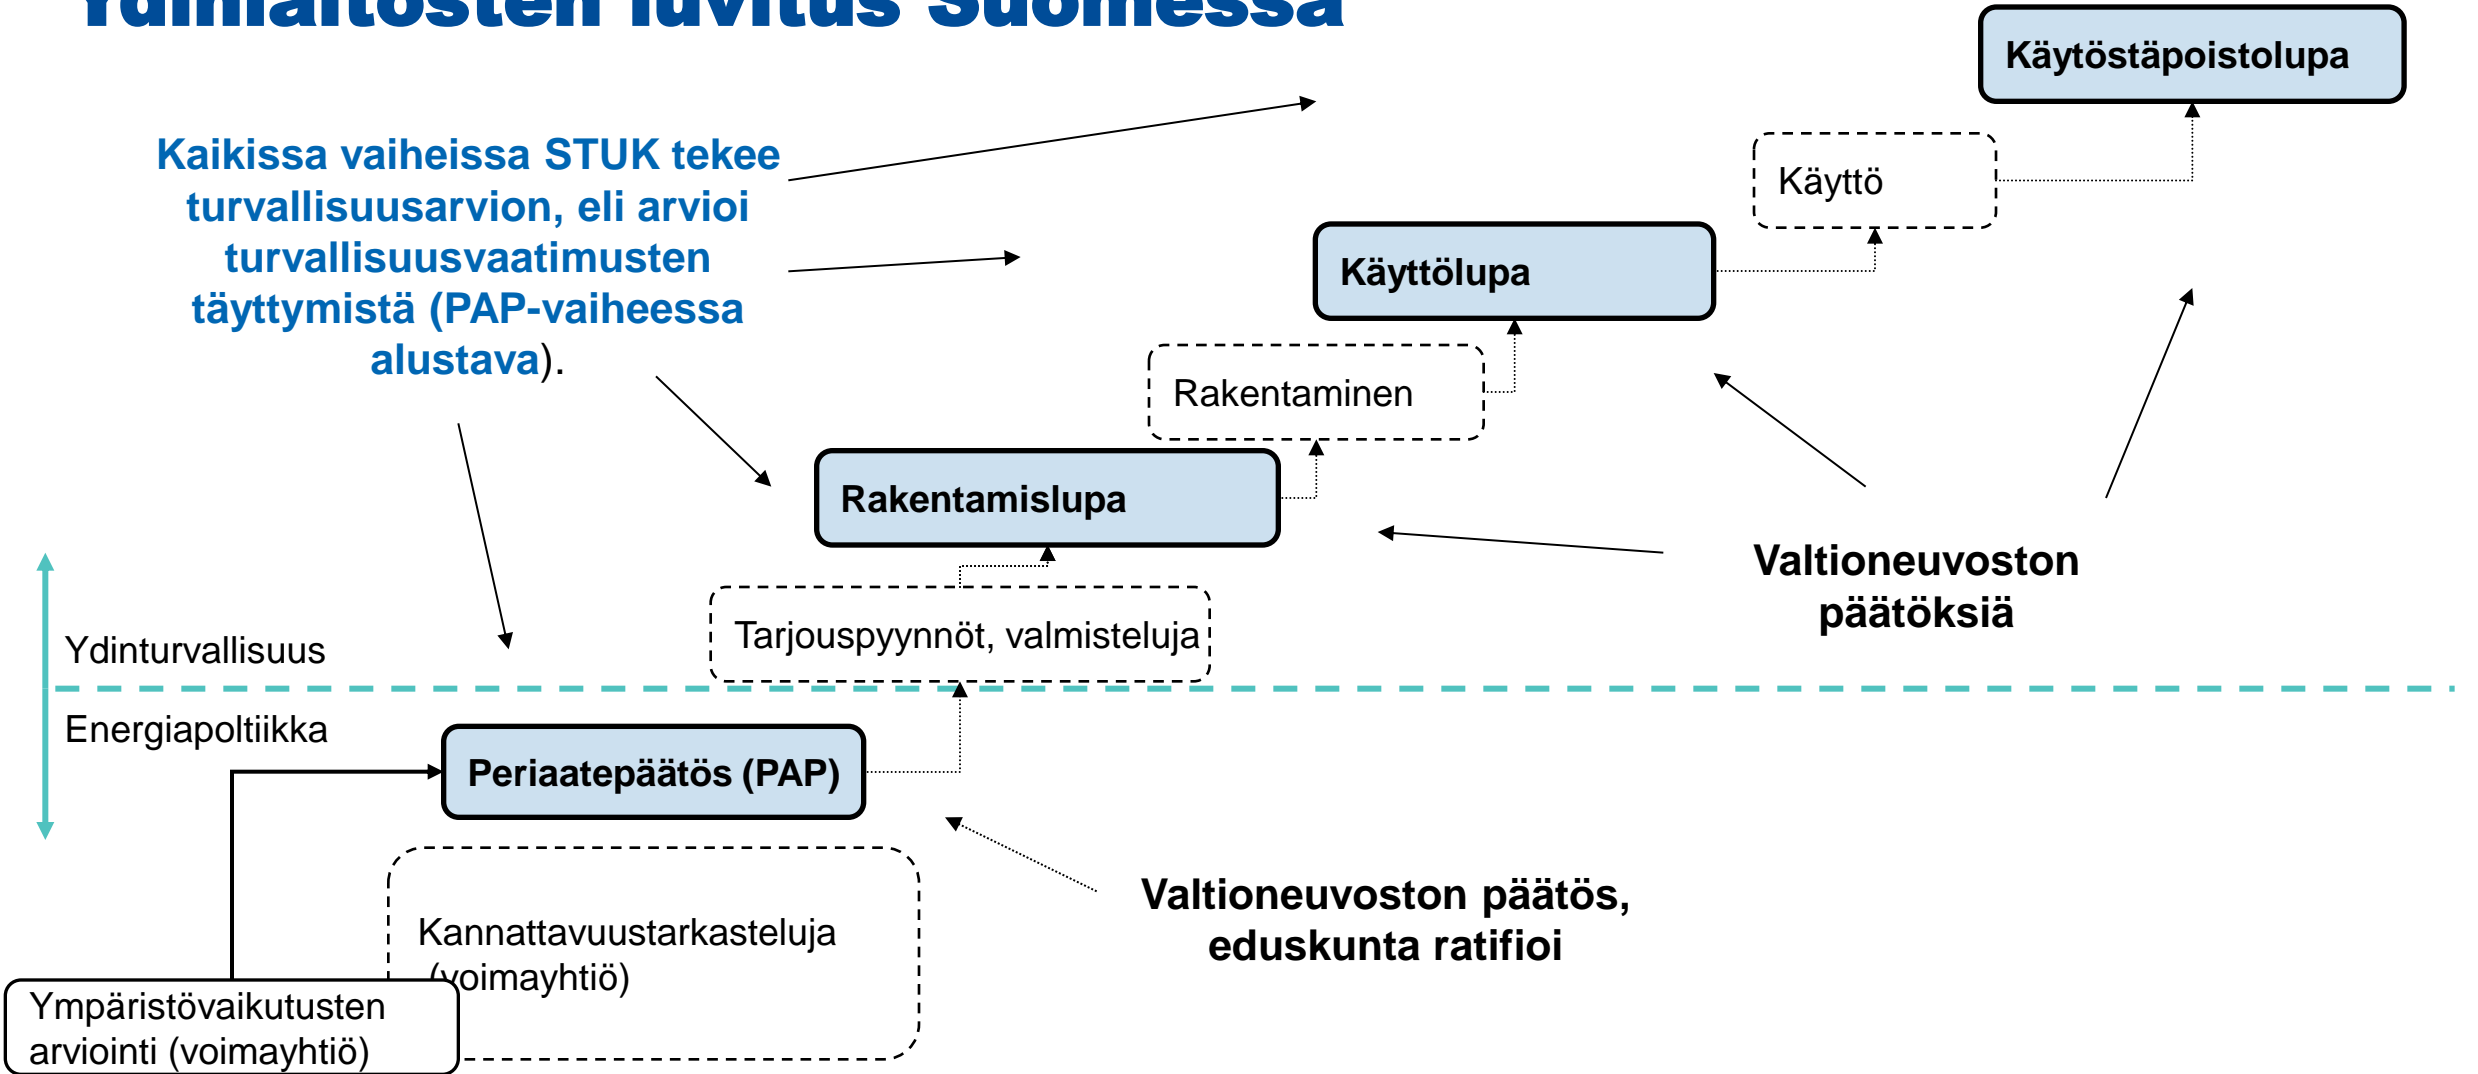 Ydinlaitosten luvitus Suomessa
Käytöstäpoistolupa
Kaikissa vaiheissa STUK tekee
turvallisuusarvion, eli arvioi
turvallisuusvaatimusten
täyttymistä (PAP-vaiheessa
alustava).
Käyttö
Käyttölupa
Rakentaminen
Rakentamislupa
Valtioneuvoston
päätöksiä
Tarjouspyynnöt, valmisteluja
Ydinturvallisuus
Energiapoltiikka
Periaatepäätös (PAP)
Valtioneuvoston päätös,
eduskunta ratifioi
Kannattavuustarkasteluja
(voimayhtiö)
Ympäristövaikutusten
arviointi (voimayhtiö)